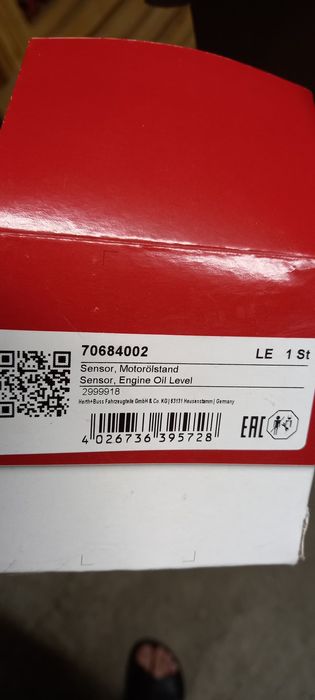 70684002 LE 1 St
Sensor, Motorölstand
Sensor, Engine Oil Level
2999918
Herth+Buss Fahrzeugteile GmbH & Co. KG | 63131 Heusenstamm | Germany
4 026736 395728
EAC